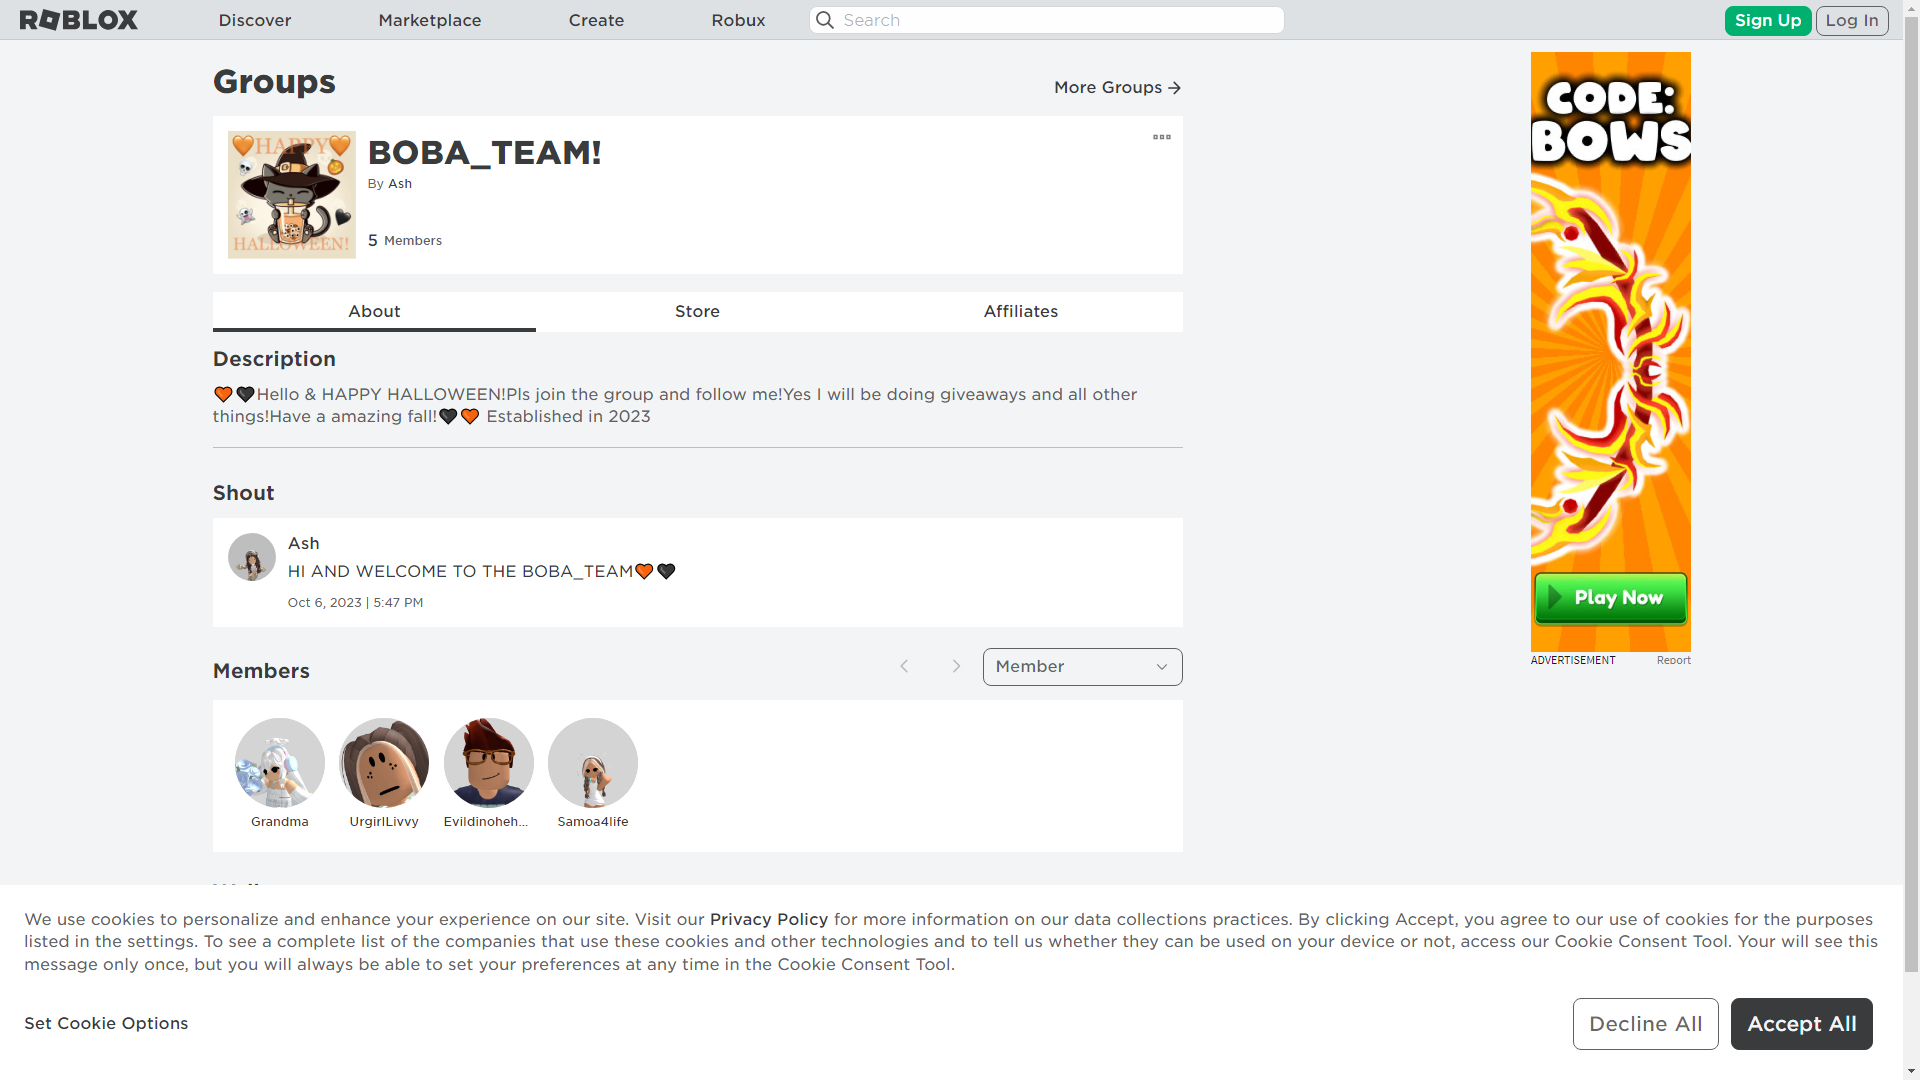 ROBLOX Discover Marketplace Create Robux Search Sign Up Log In
Groups
More Groups
HAPPY
HALLOWEEN!
BOBA_TEAM!
By Ash
5 Members
About Store Affiliates
Description
🧡🖤Hello & HAPPY HALLOWEEN!Pls join the group and follow me!Yes I will be doing giveaways and all other
things!Have a amazing fall!🖤🧡 Established in 2023
Shout
Ash
HI AND WELCOME TO THE BOBA_TEAM🧡🖤
Oct 6, 2023 | 5:47 PM
Members
Member
Grandma UrgirlLivvy Evildinoheh... Samoa4life
CODE:
BOWS
Play Now
ADVERTISEMENT Report
We use cookies to personalize and enhance your experience on our site. Visit our Privacy Policy for more information on our data collections practices. By clicking Accept, you agree to our use of cookies for the purposes
listed in the settings. To see a complete list of the companies that use these cookies and other technologies and to tell us whether they can be used on your device or not, access our Cookie Consent Tool. Your will see this
message only once, but you will always be able to set your preferences at any time in the Cookie Consent Tool.
Set Cookie Options
Decline All
Accept All